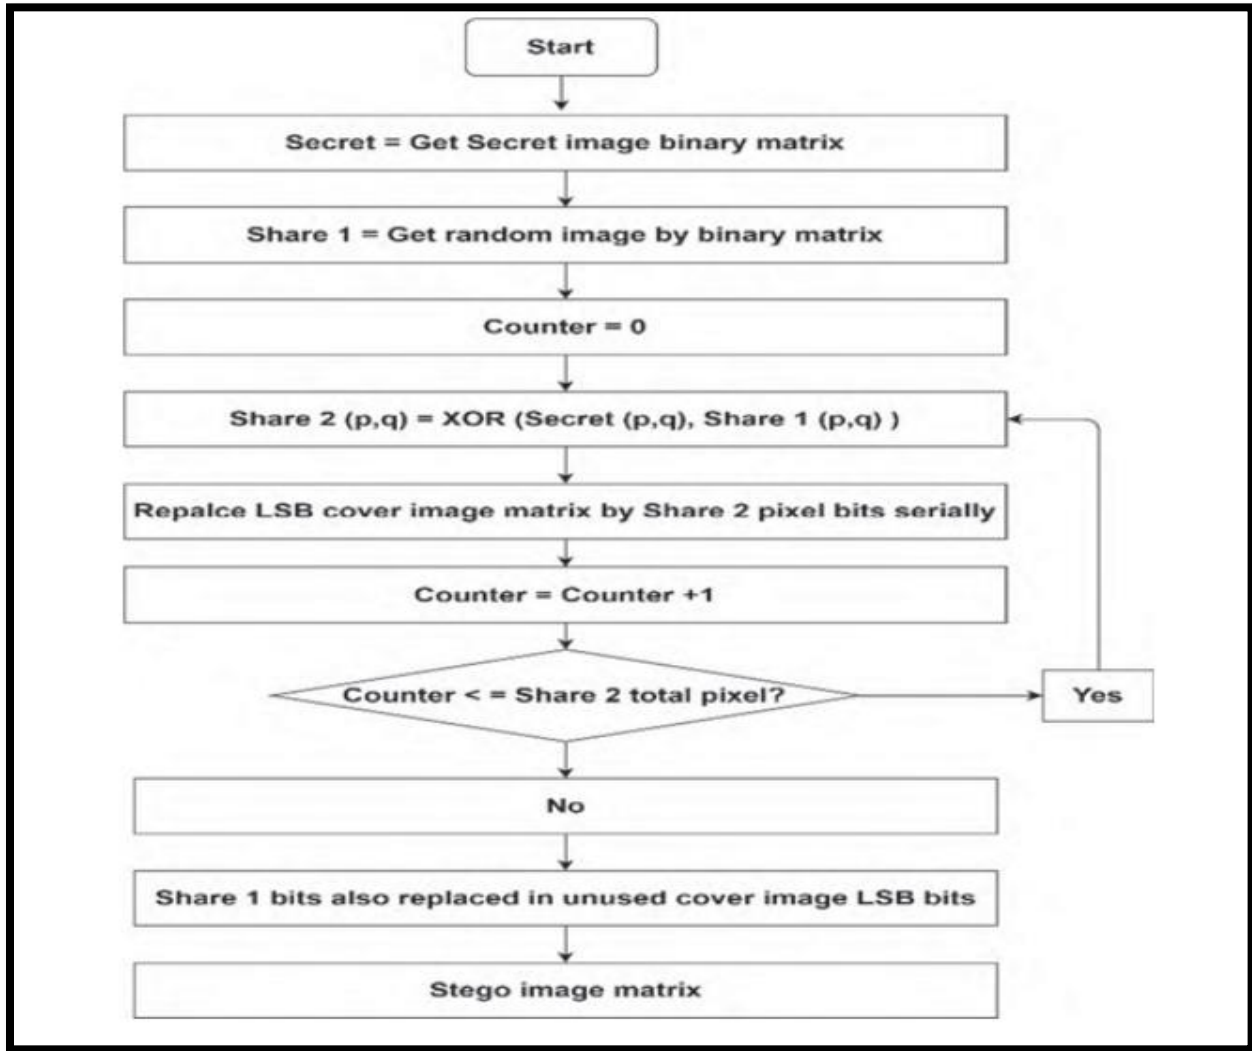 Start
Secret = Get Secret image binary matrix
Share 1 = Get random image by binary matrix
Counter = 0
Share 2 (p,q) = XOR (Secret (p,q), Share 1 (p,q) )
Repalce LSB cover image matrix by Share 2 pixel bits serially
Counter = Counter +1
Counter < = Share 2 total pixel?
Yes
No
Share 1 bits also replaced in unused cover image LSB bits
Stego image matrix